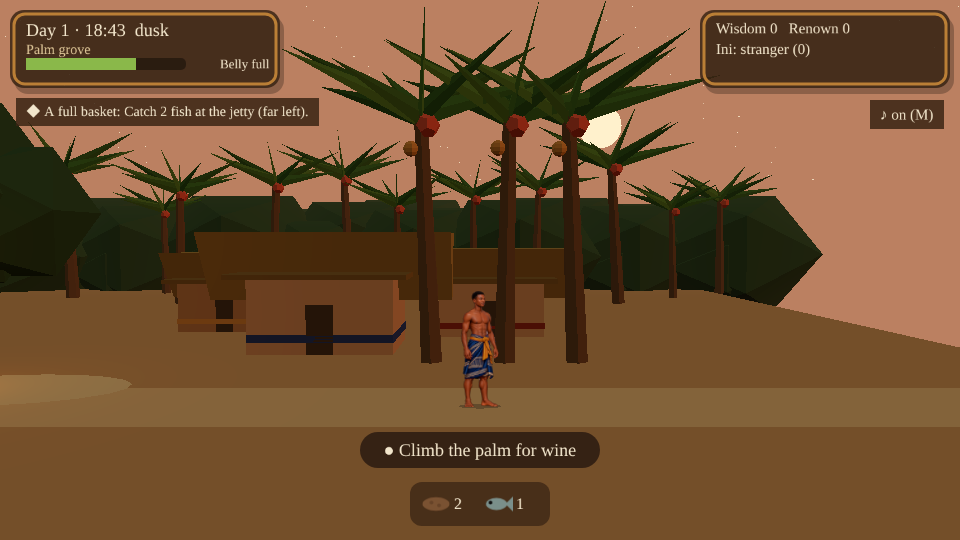 Day 1 · 18:43 dusk
Palm grove
Belly full
◆ A full basket: Catch 2 fish at the jetty (far left).
Wisdom 0 Renown 0
Ini: stranger (0)
♪ on (M)
● Climb the palm for wine
2 1